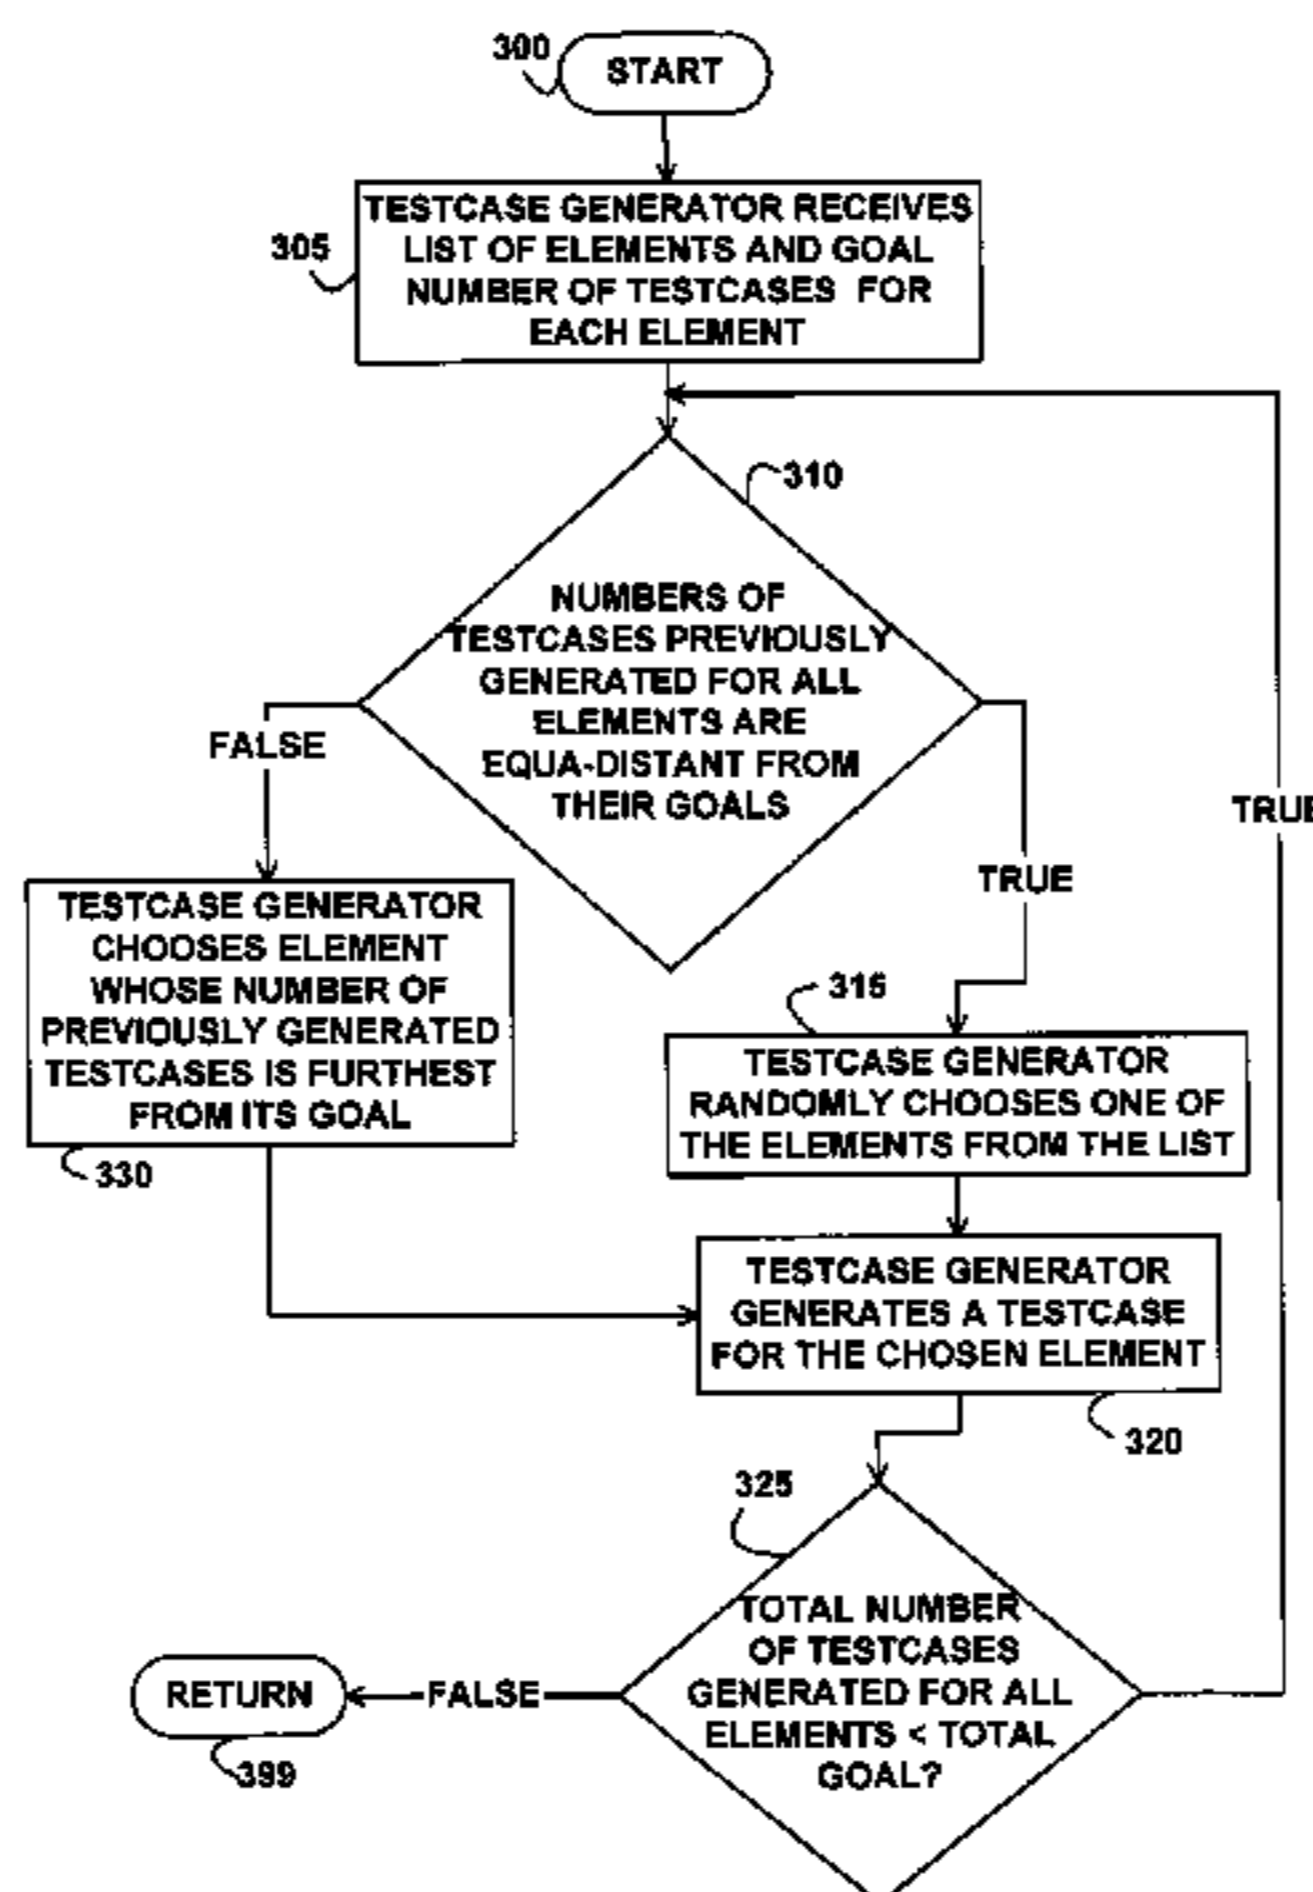 300
START
305
TESTCASE GENERATOR RECEIVES
LIST OF ELEMENTS AND GOAL
NUMBER OF TESTCASES FOR
EACH ELEMENT
310
NUMBERS OF
TESTCASES PREVIOUSLY
GENERATED FOR ALL
ELEMENTS ARE
EQUA-DISTANT FROM
THEIR GOALS
FALSE
TRUE
TRUE
TESTCASE GENERATOR
CHOOSES ELEMENT
WHOSE NUMBER OF
PREVIOUSLY GENERATED
TESTCASES IS FURTHEST
FROM ITS GOAL
330
315
TESTCASE GENERATOR
RANDOMLY CHOOSES ONE OF
THE ELEMENTS FROM THE LIST
TESTCASE GENERATOR
GENERATES A TESTCASE
FOR THE CHOSEN ELEMENT
320
325
TOTAL NUMBER
OF TESTCASES
GENERATED FOR ALL
ELEMENTS < TOTAL
GOAL?
FALSE
RETURN
399